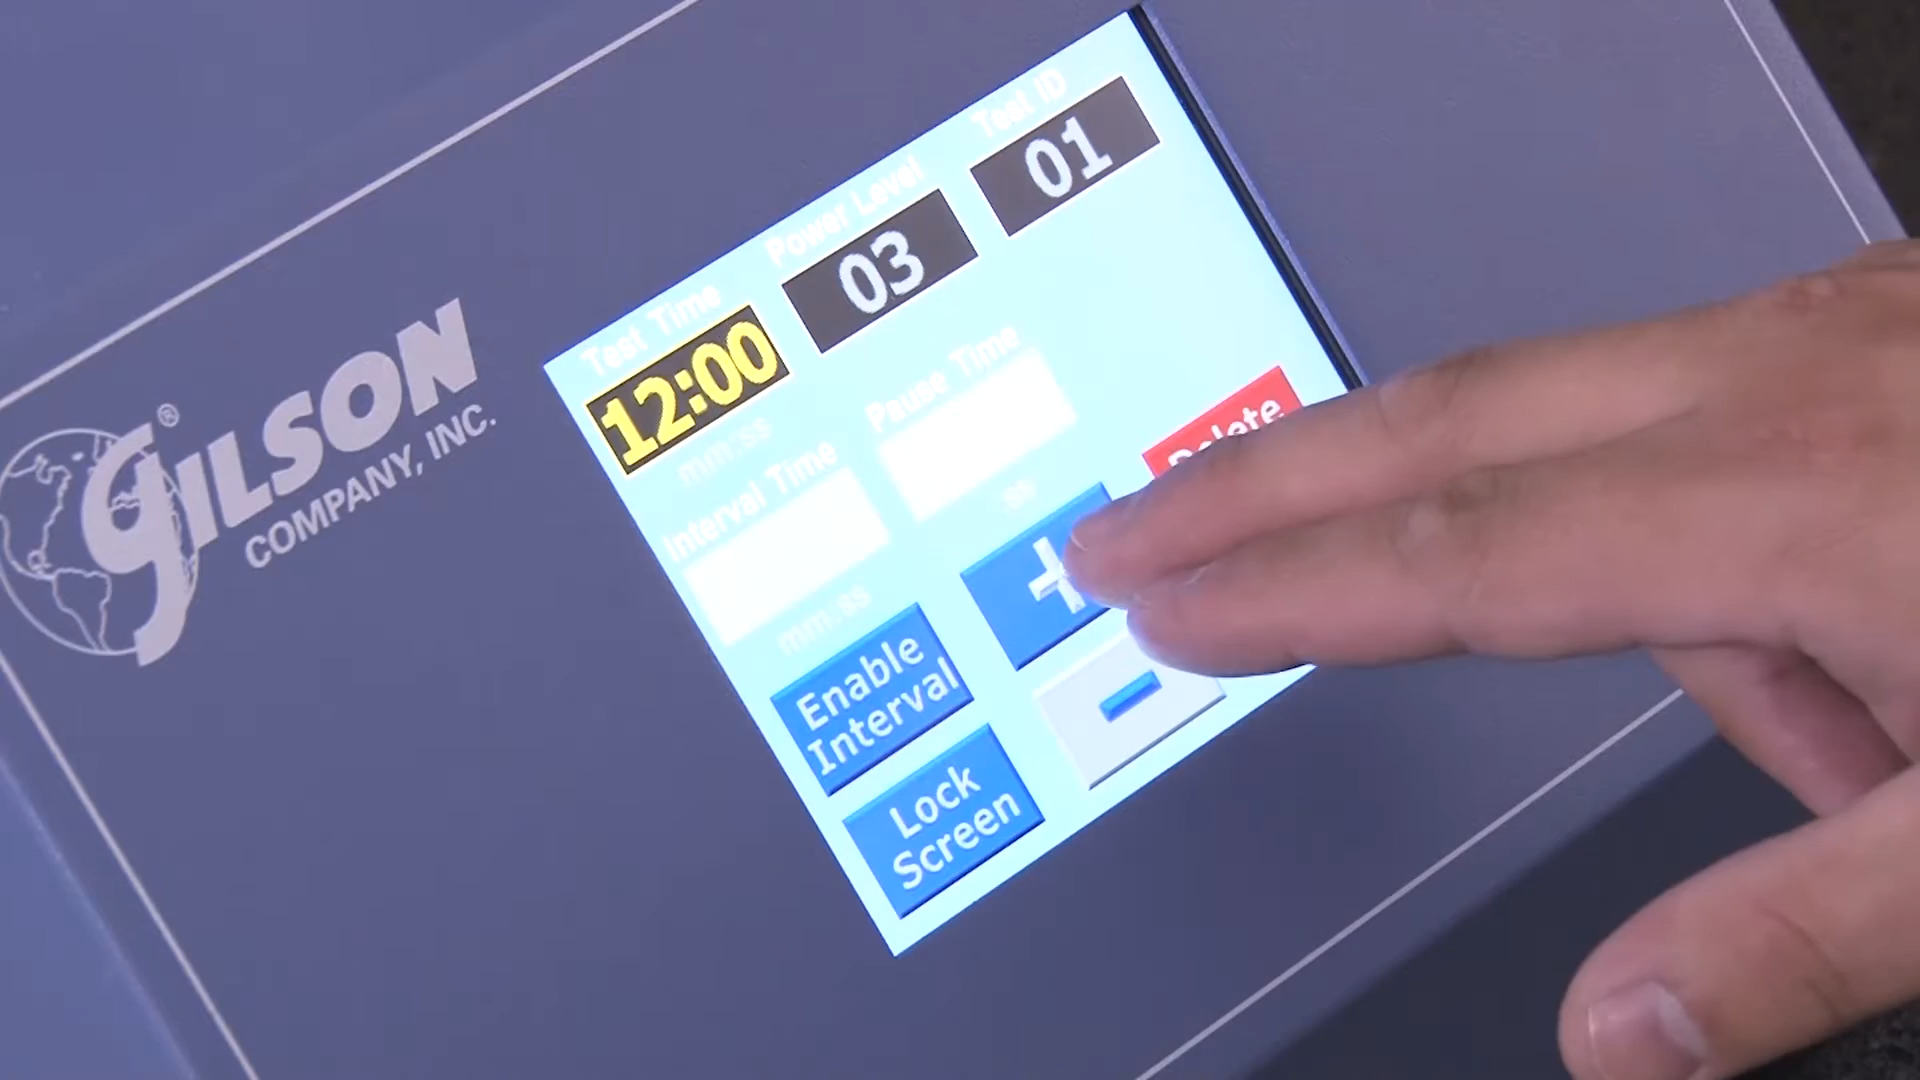 GILSON®
COMPANY, INC.
Test Time
Power Level
Test ID
12:00
03
01
mm:ss
Interval Time
Pause Time
mm:ss
ss
Delete
+
-
Enable
Interval
Lock
Screen